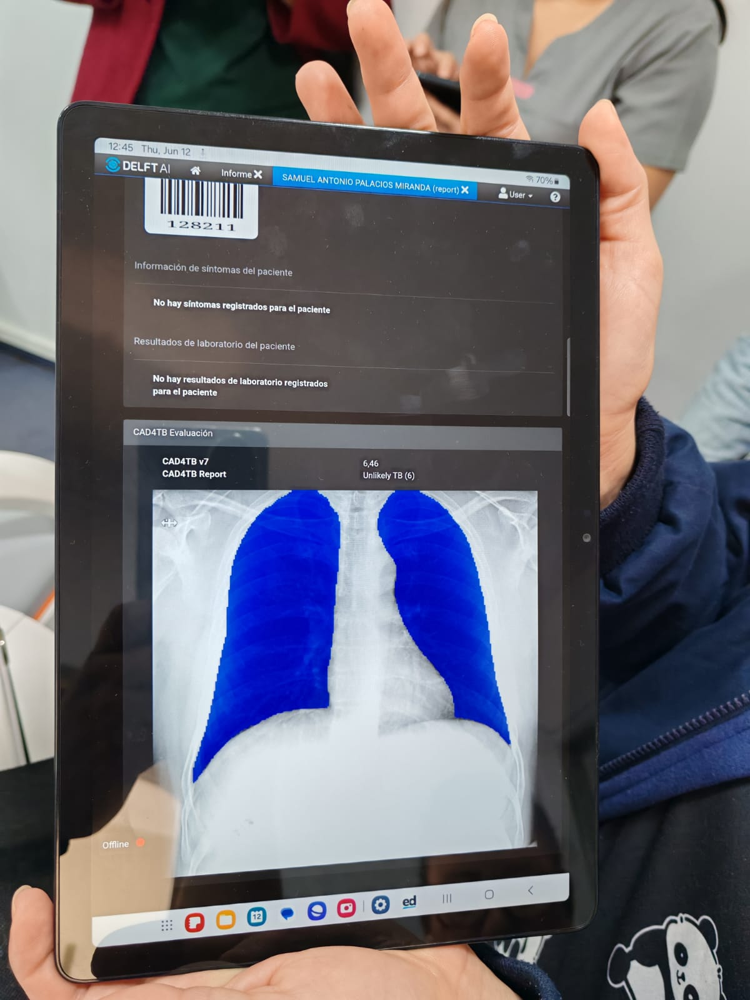 12:45 Thu, Jun 12
70%
DELFT AI
Informe
SAMUEL ANTONIO PALACIOS MIRANDA (report)
User
?
128211
Información de síntomas del paciente
No hay síntomas registrados para el paciente
Resultados de laboratorio del paciente
No hay resultados de laboratorio registrados
para el paciente
CAD4TB Evaluación
CAD4TB v7
6,46
CAD4TB Report
Unlikely TB (6)
Offline
12
ed